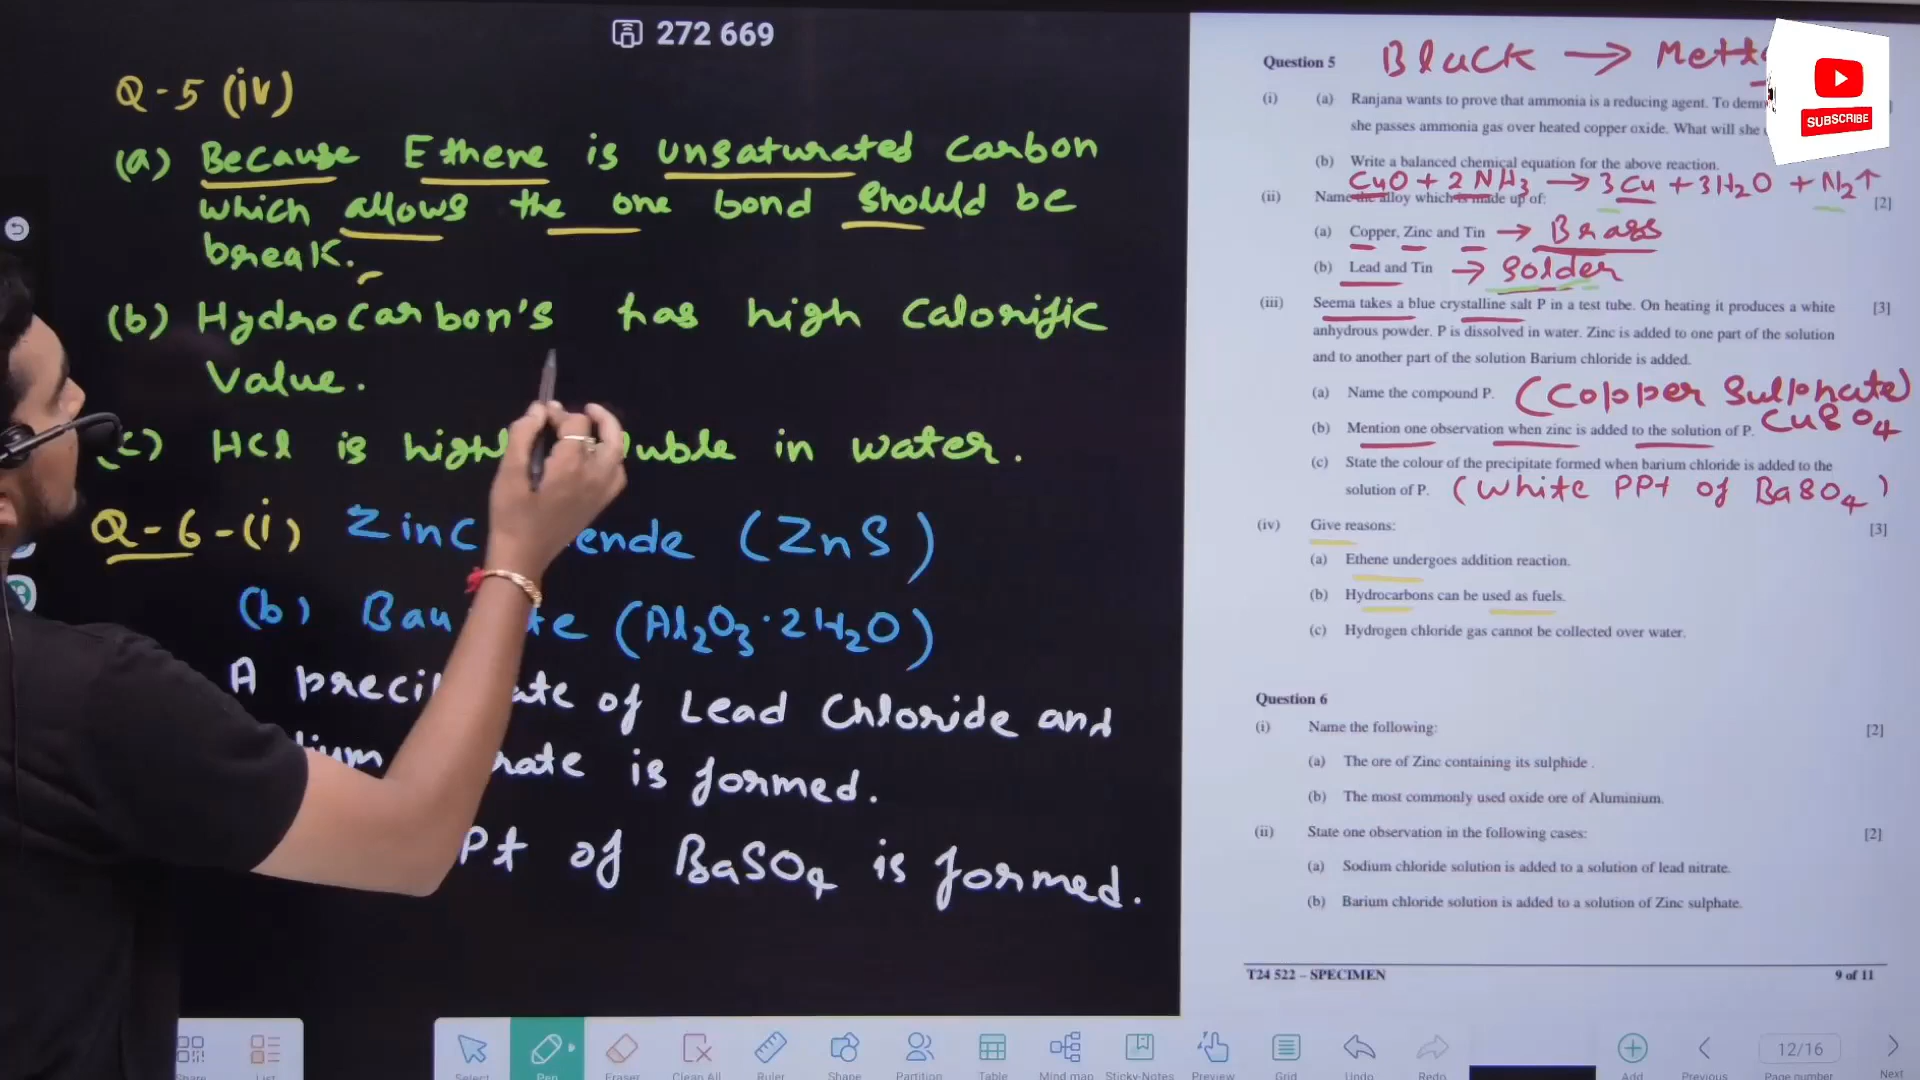 272 669
Q-5 (iv)
(a) Because Ethene is unsaturated carbon
which allows the one bond should be
break.
(b) Hydrocarbon's has high Calorific
Value.
(c) HCl is highl luble in water.
Q-6-(i) Zinc ende (ZnS)
(b) Bau te (Al₂O₃·2H₂O)
A preci ate of Lead Chloride and
dium rate is formed.
Pt of BaSO₄ is formed.
Question 5
Black → Mett
SUBSCRIBE
(i) (a) Ranjana wants to prove that ammonia is a reducing agent. To demo
she passes ammonia gas over heated copper oxide. What will she
(b) Write a balanced chemical equation for the above reaction.
CuO + 2NH₃ → 3Cu + 3H₂O + N₂↑
(ii) Name the alloy which is made up of: [2]
(a) Copper, Zinc and Tin → Brass
(b) Lead and Tin → Solder
(iii) Seema takes a blue crystalline salt P in a test tube. On heating it produces a white [3]
anhydrous powder. P is dissolved in water. Zinc is added to one part of the solution
and to another part of the solution Barium chloride is added.
(a) Name the compound P. (Copper Sulphate)
CuSO₄
(b) Mention one observation when zinc is added to the solution of P.
(c) State the colour of the precipitate formed when barium chloride is added to the
solution of P. (White PPt of BaSO₄)
(iv) Give reasons: [3]
(a) Ethene undergoes addition reaction.
(b) Hydrocarbons can be used as fuels.
(c) Hydrogen chloride gas cannot be collected over water.
Question 6
(i) Name the following: [2]
(a) The ore of Zinc containing its sulphide .
(b) The most commonly used oxide ore of Aluminium.
(ii) State one observation in the following cases: [2]
(a) Sodium chloride solution is added to a solution of lead nitrate.
(b) Barium chloride solution is added to a solution of Zinc sulphate.
T24 522 – SPECIMEN 9 of 11
12/16
Share List Select Pen Eraser Clean All Ruler Shape Partition Table Mind map Sticky-Notes Preview Grid Undo Redo Add Previous Page number Next